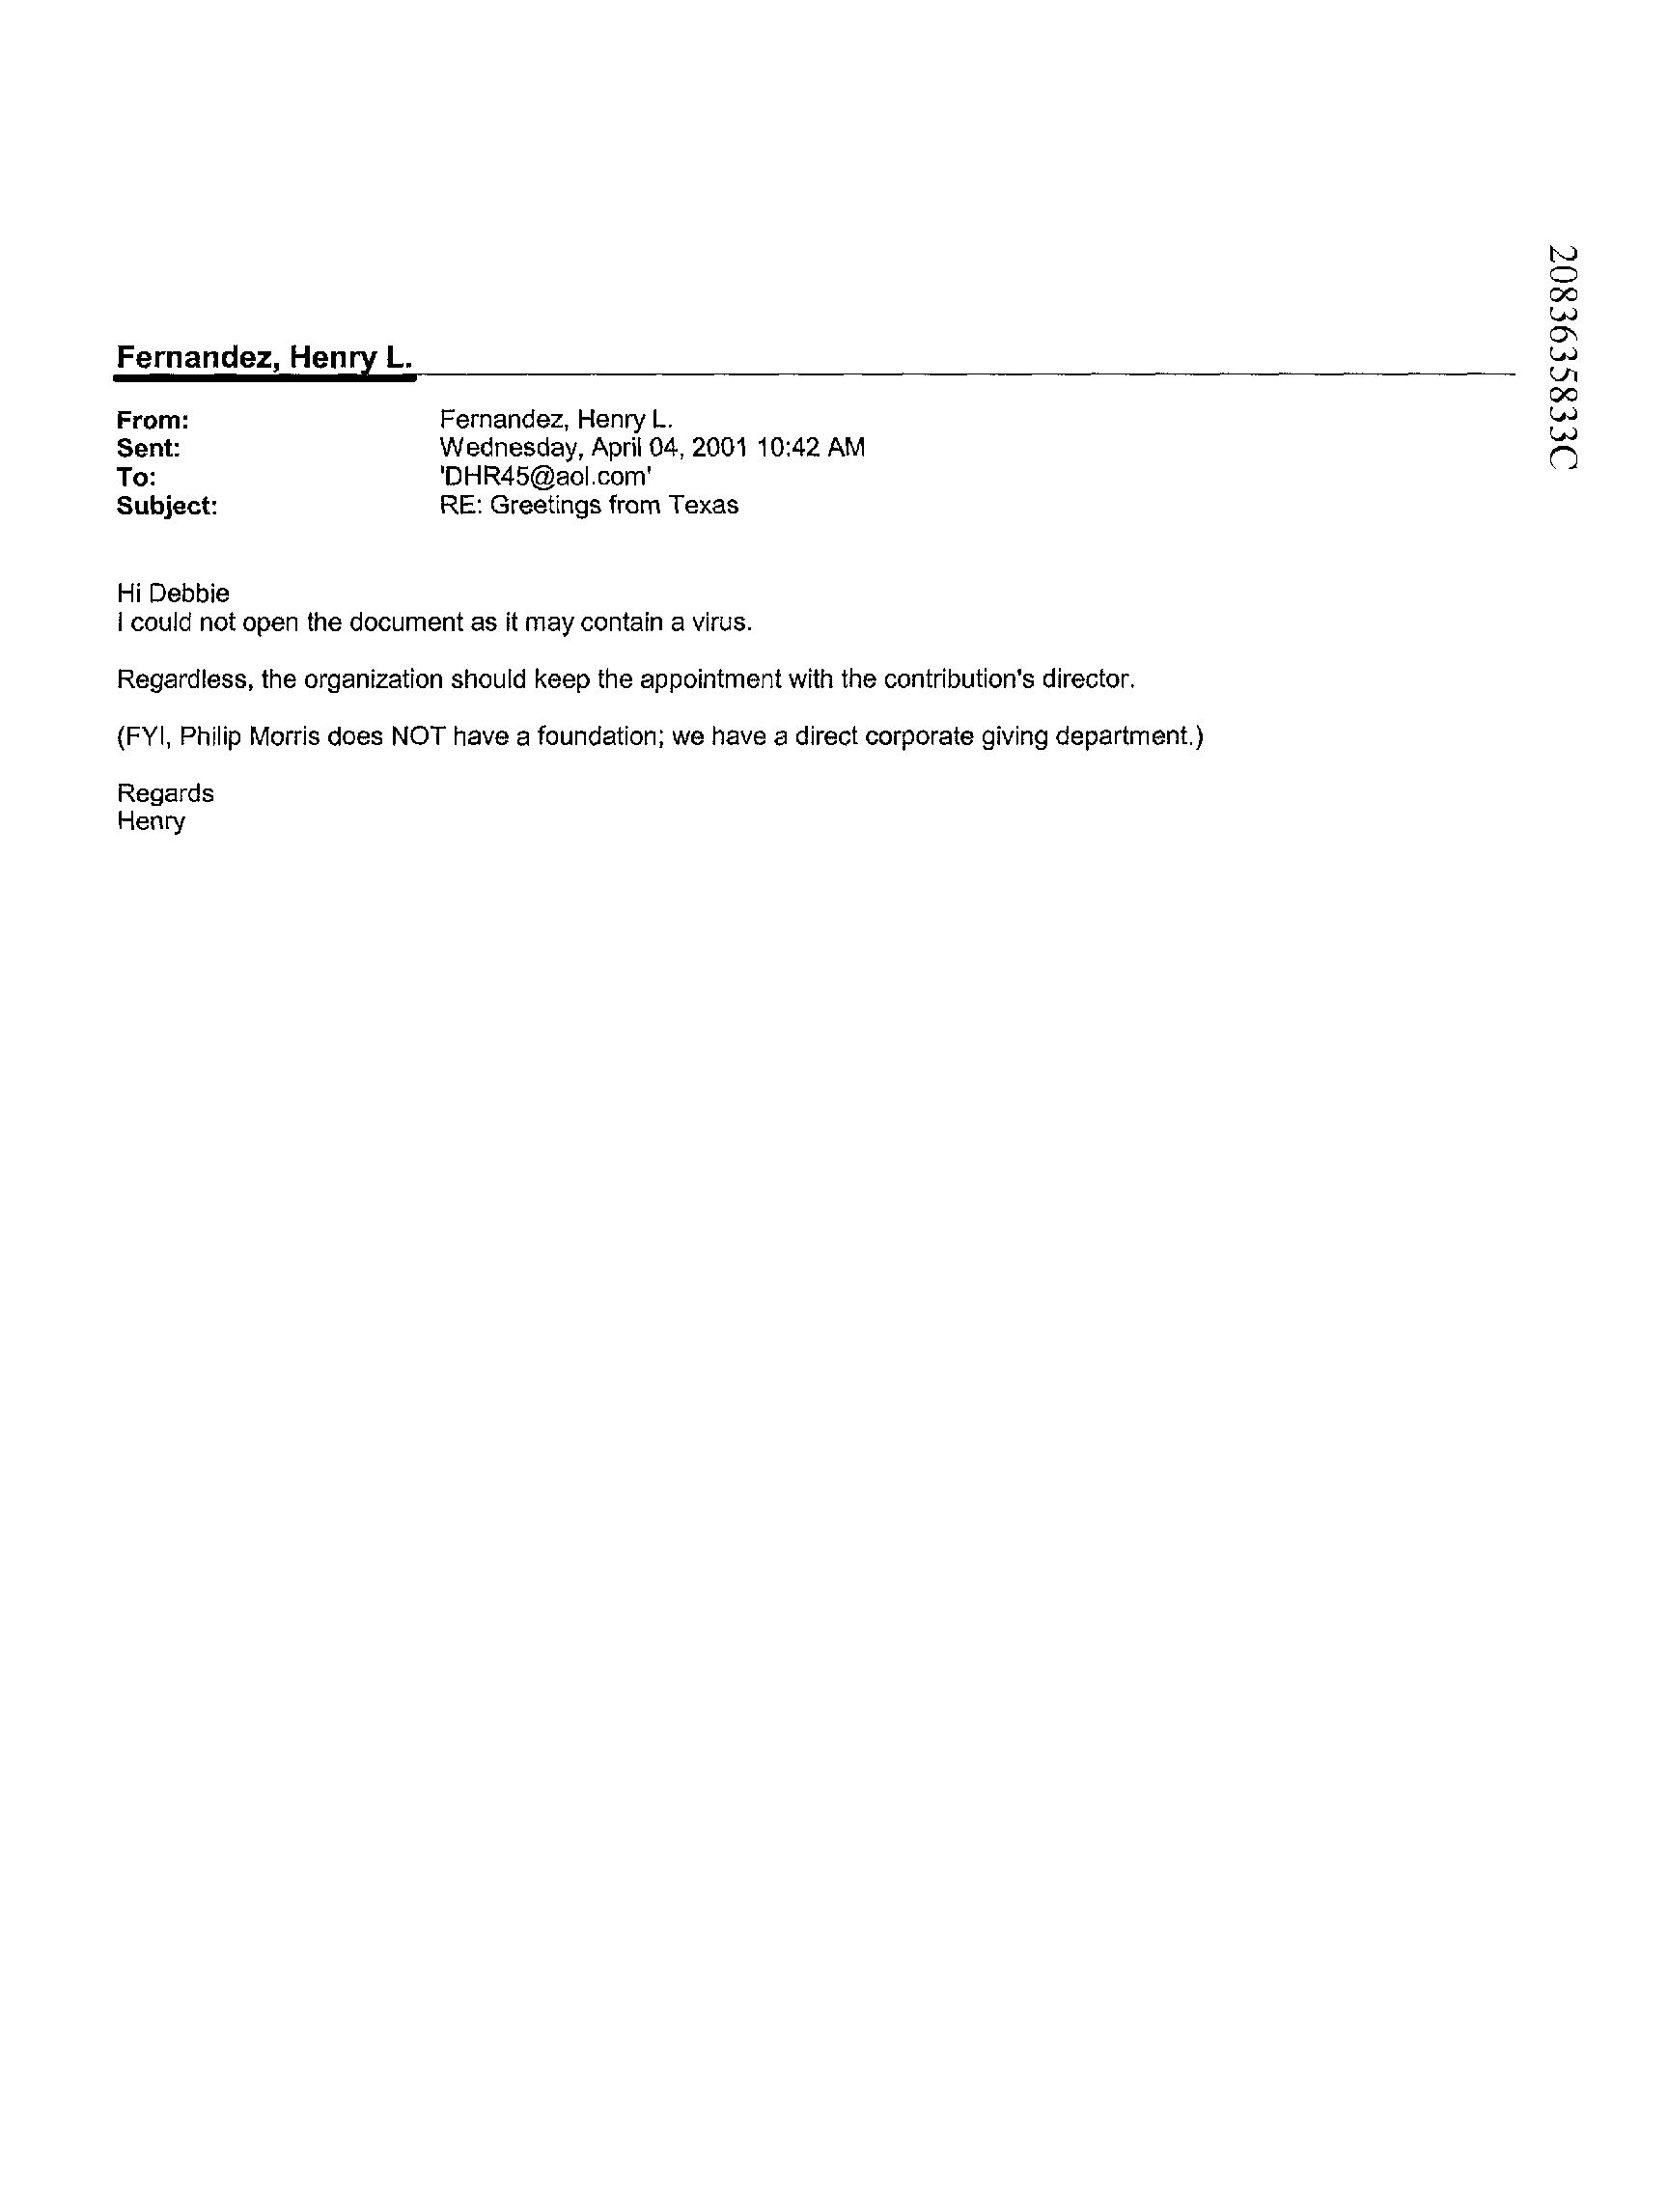 2083635833C
Fernandez, Henry L.
From: Fernandez, Henry L.
Sent: Wednesday, April 04, 2001 10:42 AM
To: 'DHR45@aol.com'
Subject: RE: Greetings from Texas
Hi Debbie
I could not open the document as it may contain a virus.
Regardless, the organization should keep the appointment with the contribution's director.
(FYI, Philip Morris does NOT have a foundation; we have a direct corporate giving department.)
Regards
Henry